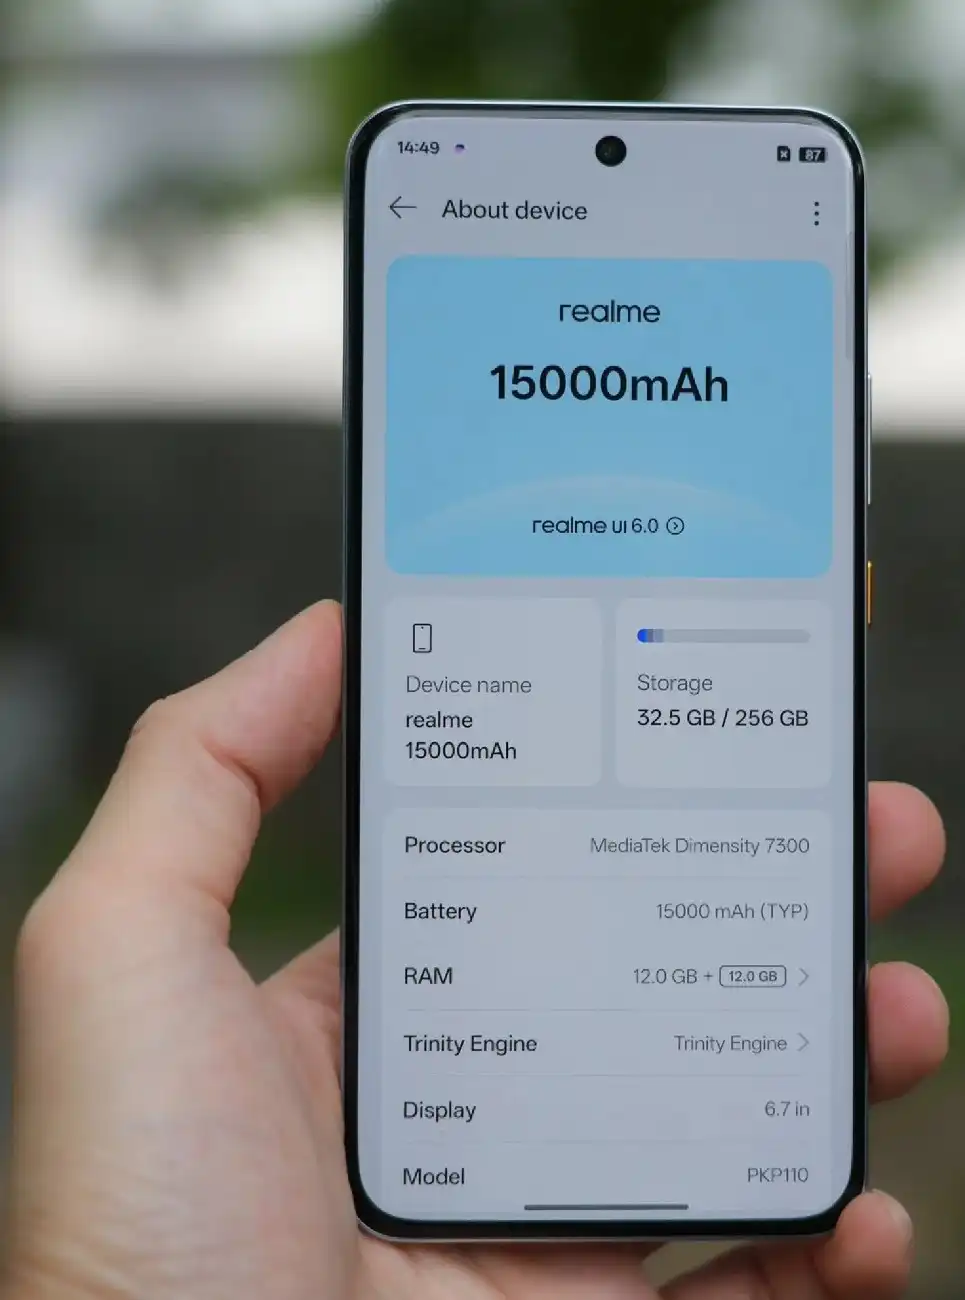 14:49 87
About device
realme
15000mAh
realme UI 6.0
Device name
realme
15000mAh
Storage
32.5 GB / 256 GB
Processor MediaTek Dimensity 7300
Battery 15000 mAh (TYP)
RAM 12.0 GB + 12.0 GB
Trinity Engine Trinity Engine
Display 6.7 in
Model PKP110